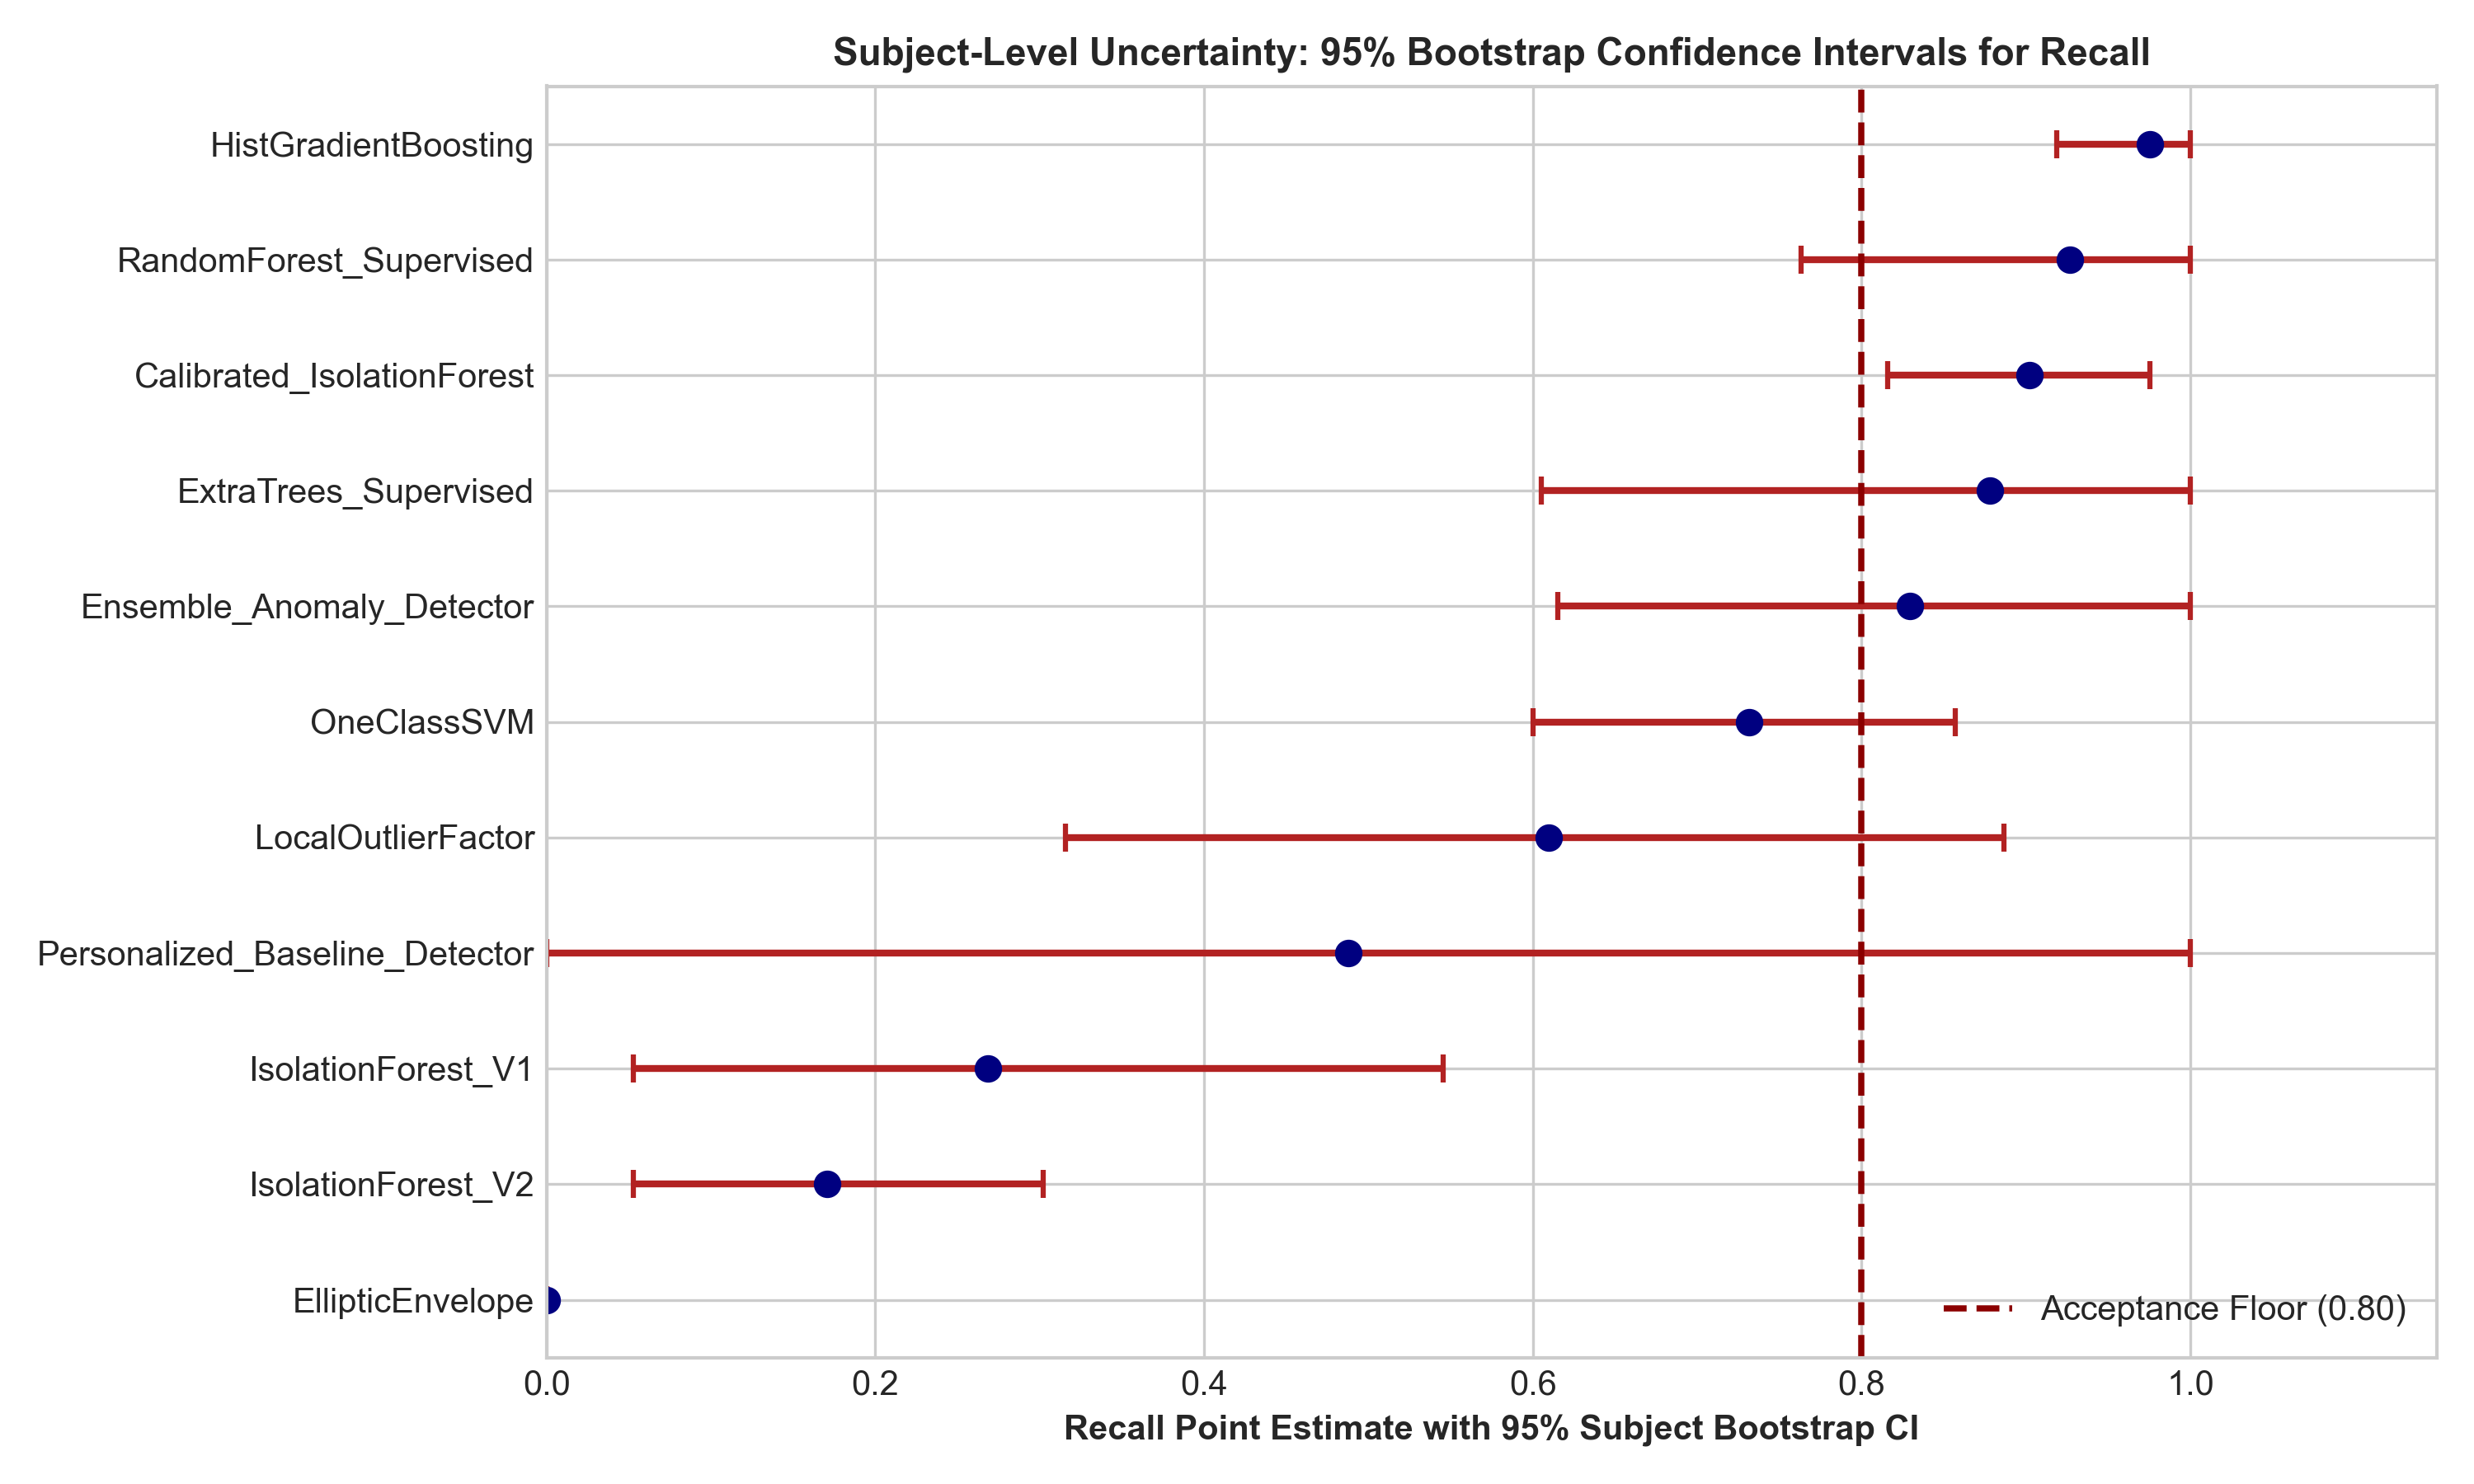 Subject-Level Uncertainty: 95% Bootstrap Confidence Intervals for Recall
HistGradientBoosting
RandomForest_Supervised
Calibrated_IsolationForest
ExtraTrees_Supervised
Ensemble_Anomaly_Detector
OneClassSVM
LocalOutlierFactor
Personalized_Baseline_Detector
IsolationForest_V1
IsolationForest_V2
EllipticEnvelope
Acceptance Floor (0.80)
0.0 0.2 0.4 0.6 0.8 1.0
Recall Point Estimate with 95% Subject Bootstrap CI